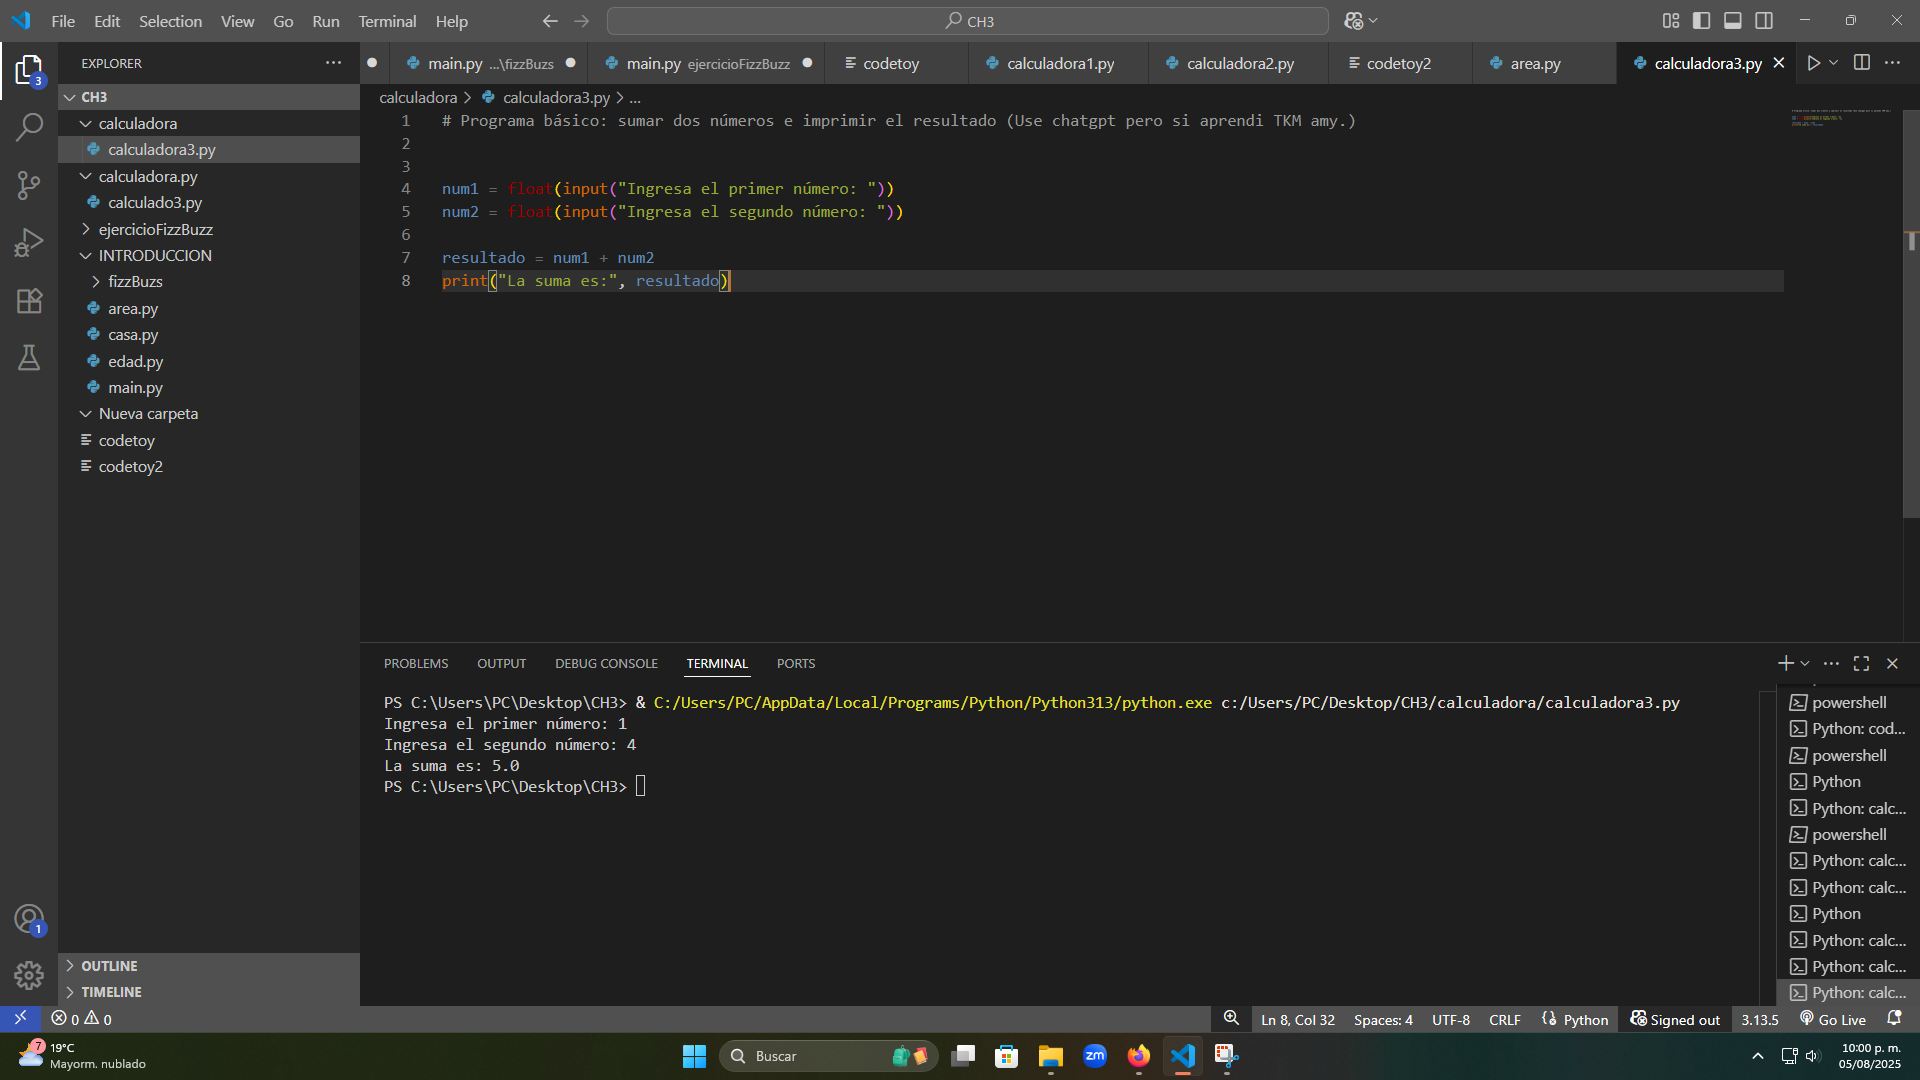 File Edit Selection View Go Run Terminal Help
CH3
EXPLORER
main.py ...\fizzBuzs
main.py ejercicioFizzBuzz
codetoy
calculadora1.py
calculadora2.py
codetoy2
area.py
calculadora3.py
3
CH3
calculadora
calculadora3.py
calculadora.py
calculado3.py
ejercicioFizzBuzz
INTRODUCCION
fizzBuzs
area.py
casa.py
edad.py
main.py
Nueva carpeta
codetoy
codetoy2
OUTLINE
TIMELINE
1
calculadora > calculadora3.py > ...
1 # Programa básico: sumar dos números e imprimir el resultado (Use chatgpt pero si aprendi TKM amy.)
2
3
4 num1 = float(input("Ingresa el primer número: "))
5 num2 = float(input("Ingresa el segundo número: "))
6
7 resultado = num1 + num2
8 print("La suma es:", resultado)
PROBLEMS OUTPUT DEBUG CONSOLE TERMINAL PORTS
PS C:\Users\PC\Desktop\CH3> & C:/Users/PC/AppData/Local/Programs/Python/Python313/python.exe c:/Users/PC/Desktop/CH3/calculadora/calculadora3.py
Ingresa el primer número: 1
Ingresa el segundo número: 4
La suma es: 5.0
PS C:\Users\PC\Desktop\CH3>
powershell
Python: cod...
powershell
Python
Python: calc...
powershell
Python: calc...
Python: calc...
Python
Python: calc...
Python: calc...
Python: calc...
0 0
Ln 8, Col 32 Spaces: 4 UTF-8 CRLF Python Signed out 3.13.5 Go Live
7
19°C
Mayorm. nublado
Buscar
zm
10:00 p. m.
05/08/2025